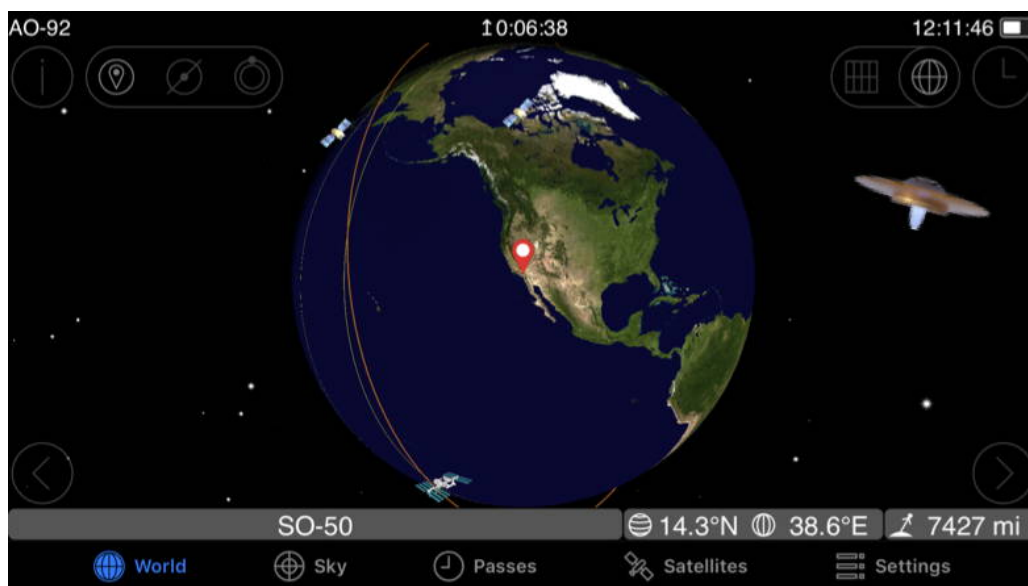 AO-92 ↥0:06:38 12:11:46
SO-50 14.3°N 38.6°E 7427 mi
World Sky Passes Satellites Settings